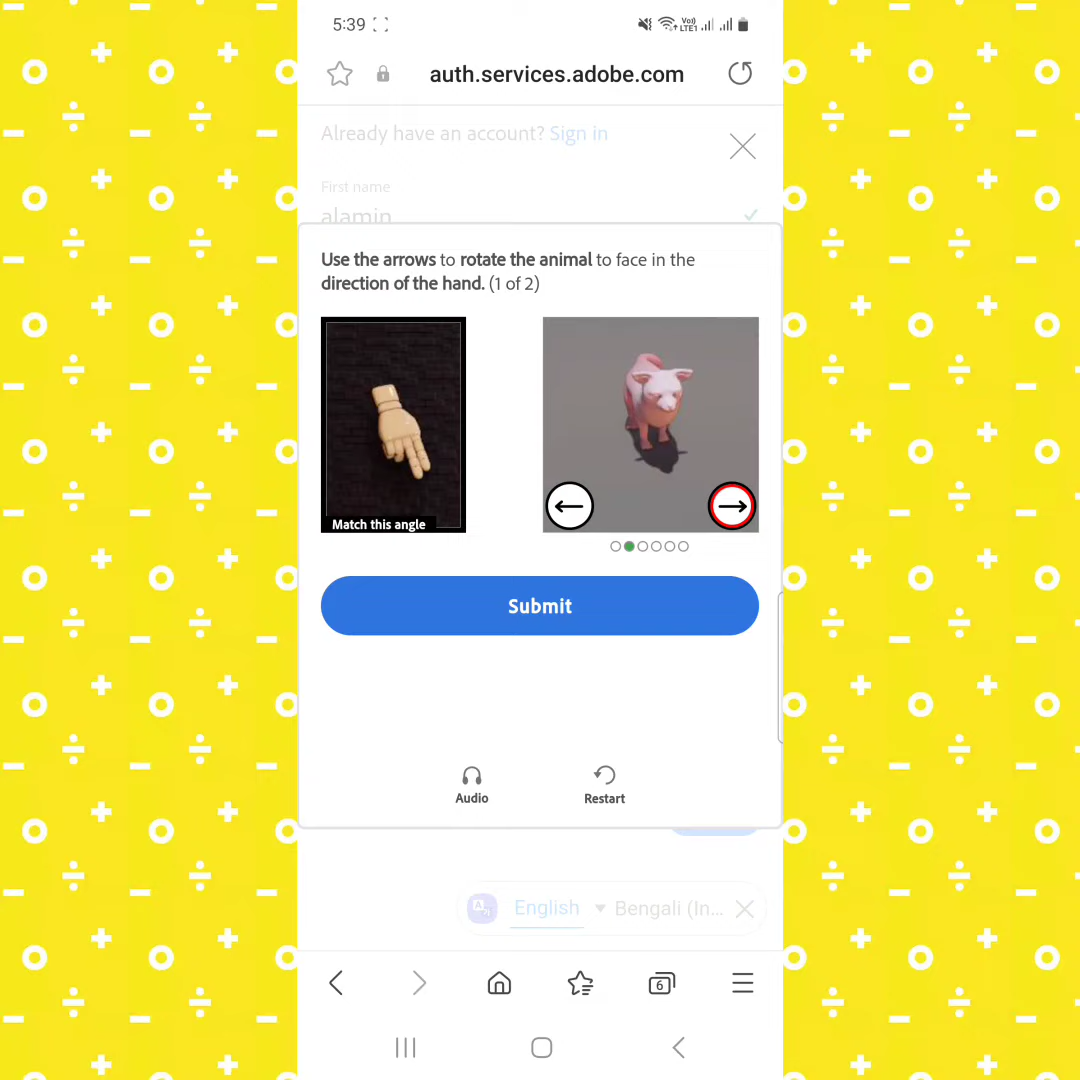 5:39
Vo))
LTE1
auth.services.adobe.com
Already have an account? Sign in
First name
alamin
Use the arrows to rotate the animal to face in the
direction of the hand. (1 of 2)
Match this angle
Submit
Audio
Restart
English
Bengali (In...
6